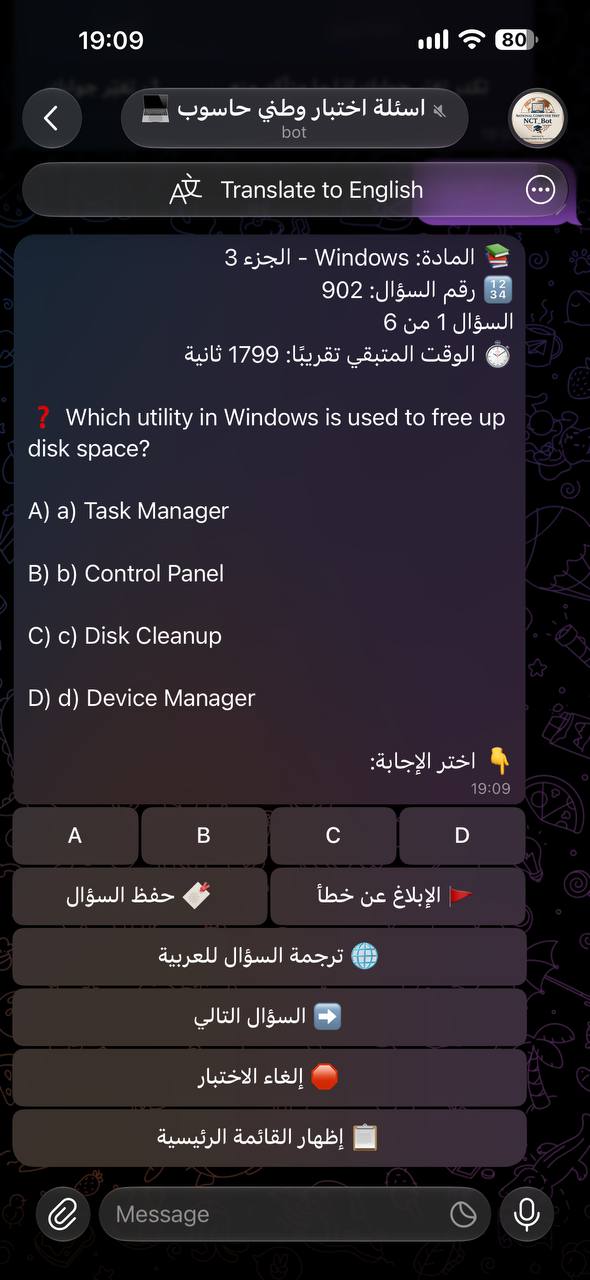 19:09
80
اسئلة اختبار وطني حاسوب 💻
bot
NCT_Bot
Translate to English
📚 المادة: Windows - الجزء 3
🔢 رقم السؤال: 902
السؤال 1 من 6
⏱ الوقت المتبقي تقريبًا: 1799 ثانية
❓ Which utility in Windows is used to free up
disk space?
A) a) Task Manager
B) b) Control Panel
C) c) Disk Cleanup
D) d) Device Manager
👇 اختر الإجابة:
19:09
A B C D
🔖 حفظ السؤال
🚩 الإبلاغ عن خطأ
🌐 ترجمة السؤال للعربية
➡️ السؤال التالي
🛑 إلغاء الاختبار
📋 إظهار القائمة الرئيسية
Message